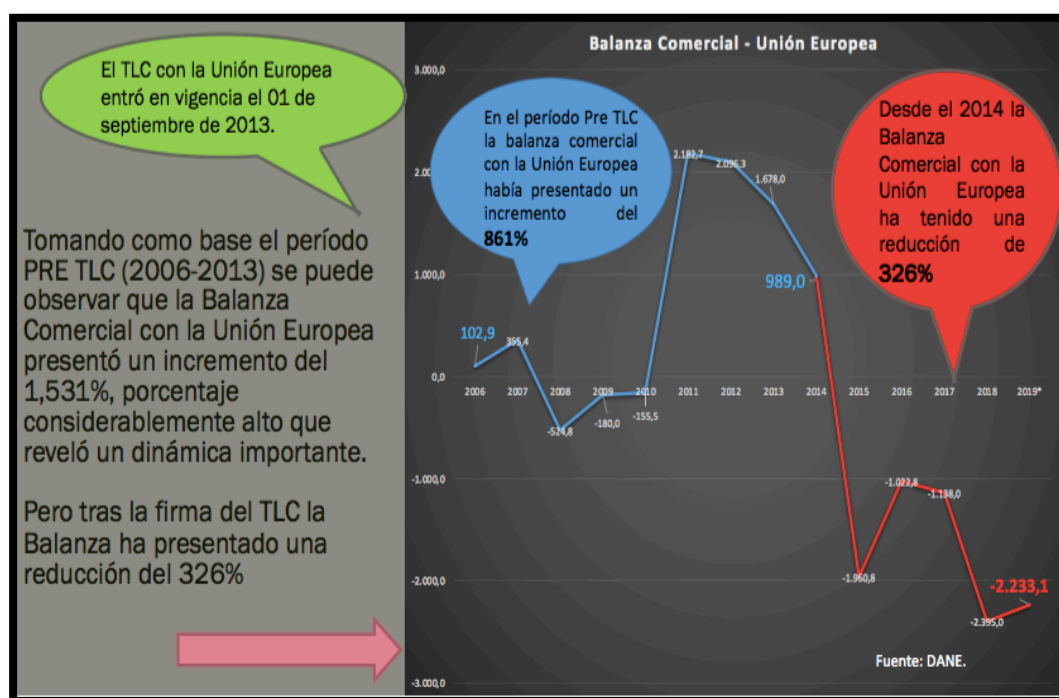 El TLC con la Unión Europea
entró en vigencia el 01 de
septiembre de 2013.
Tomando como base el período
PRE TLC (2006-2013) se puede
observar que la Balanza
Comercial con la Unión Europea
presentó un incremento del
1,531%, porcentaje
considerablemente alto que
reveló un dinámica importante.
Pero tras la firma del TLC la
Balanza ha presentado una
reducción del 326%
Balanza Comercial - Unión Europea
En el período Pre TLC
la balanza comercial
con la Unión Europea
había presentado un
incremento del
861%
Desde el 2014 la
Balanza
Comercial con la
Unión Europea
ha tenido una
reducción de
326%
3.000,0
1.000,0
0,0
-1.000,0
-2.000,0
-3.000,0
102,9
355,4
-524,8
-180,0
-155,5
2.182,7
2.096,3
1.678,0
989,0
-1.960,8
-1.022,8
-1.138,0
-2.395,0
-2.233,1
2006 2007 2008 2009 2010 2011 2012 2013 2014 2015 2016 2017 2018 2019*
Fuente: DANE.